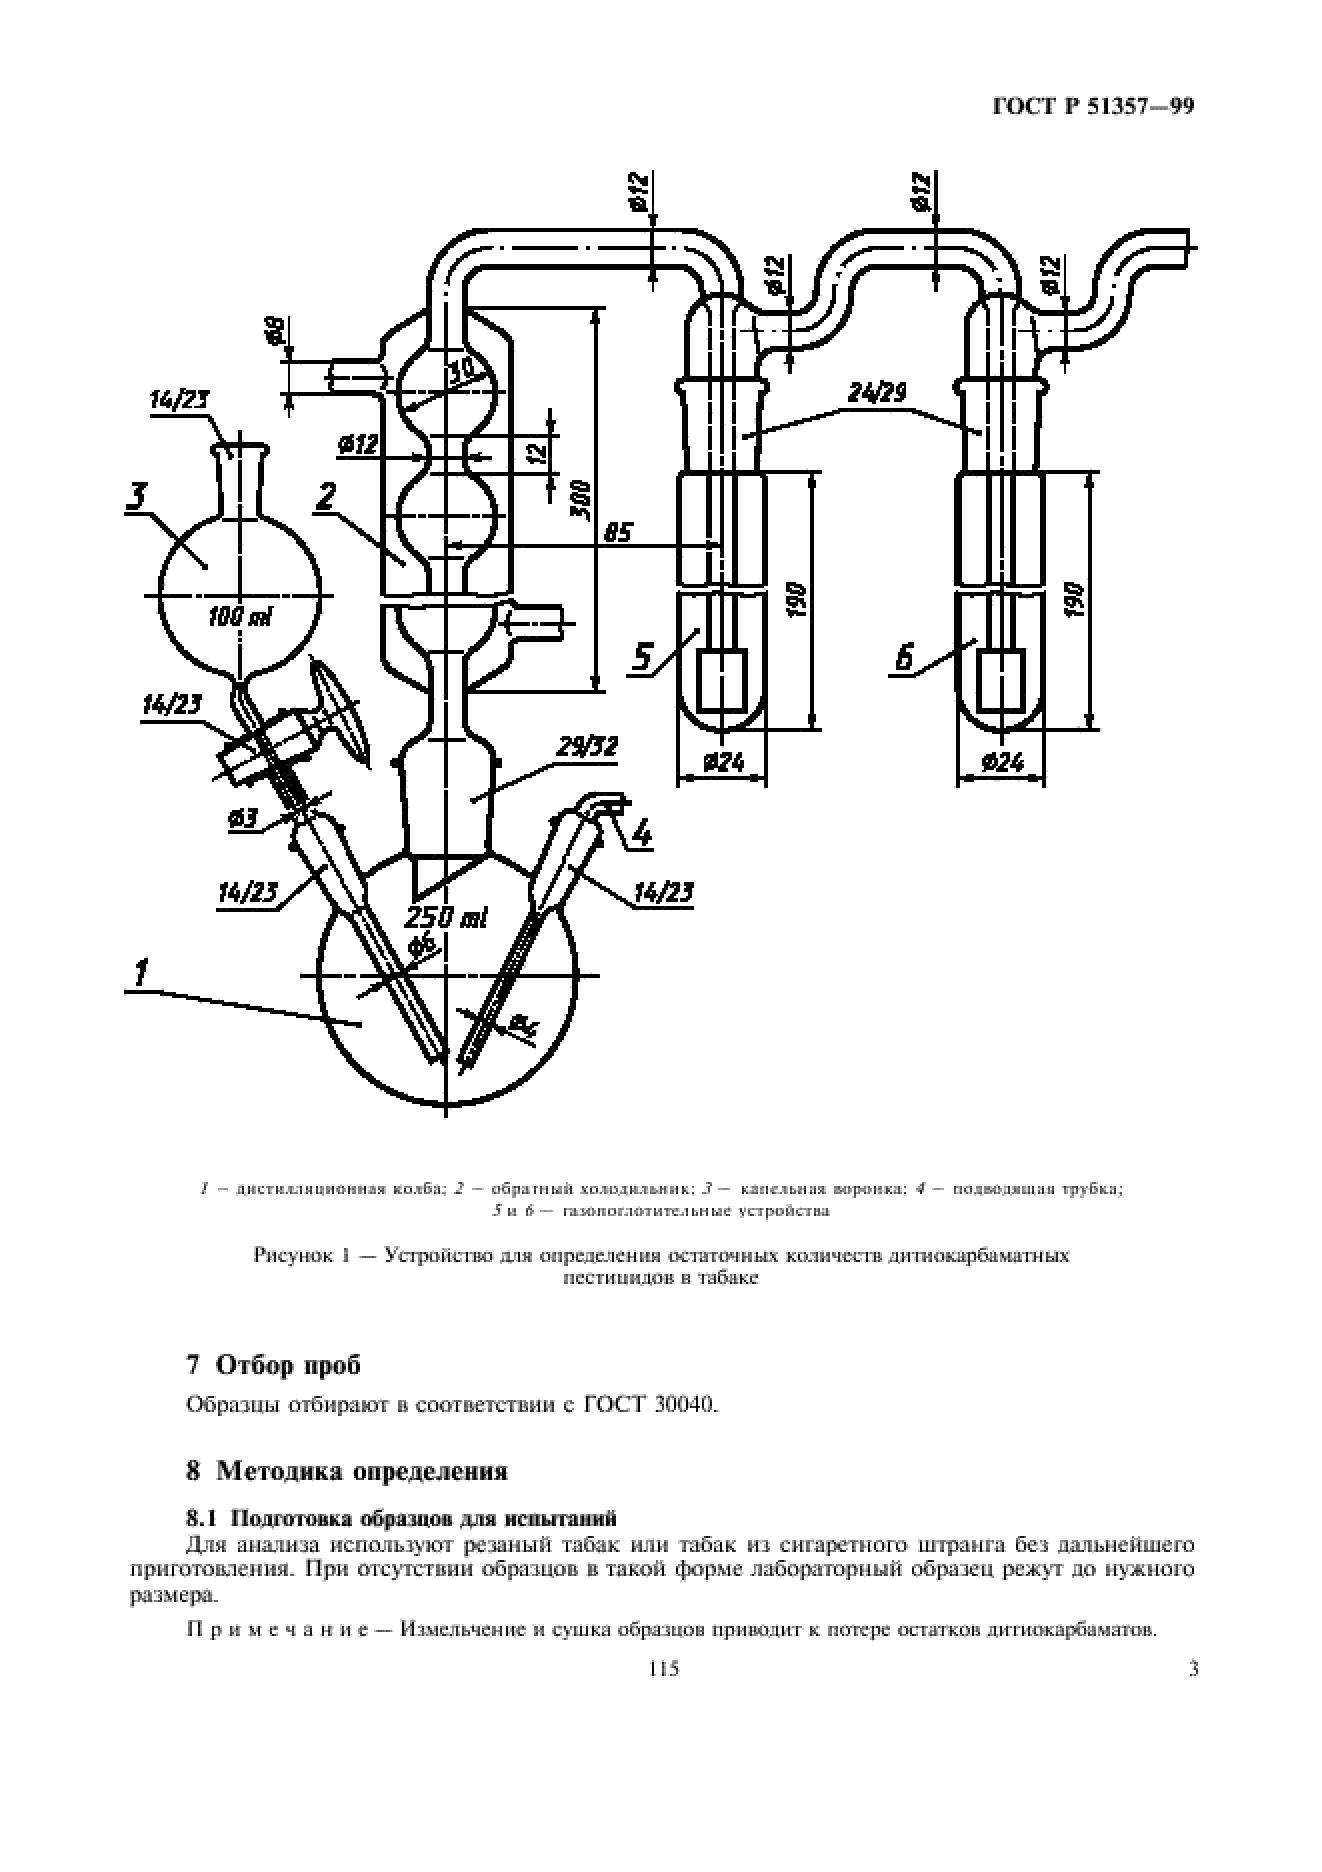 ГОСТ Р 51357—99
ø12
ø12
ø12
ø12
ø8
30
14/23
24/29
ø12
12
3
2
300
85
190
190
100 ml
5
6
14/23
29/32
ø24
ø24
ø3
4
14/23
14/23
250 ml
ø6
1
ø4
1 — дистилляционная колба; 2 — обратный холодильник; 3 — капельная воронка; 4 — подводящая трубка;
5 и 6 — газопоглотительные устройства
Рисунок 1 — Устройство для определения остаточных количеств дитиокарбаматных
пестицидов в табаке
7 Отбор проб
Образцы отбирают в соответствии с ГОСТ 30040.
8 Методика определения
8.1 Подготовка образцов для испытаний
Для анализа используют резаный табак или табак из сигаретного штранга без дальнейшего
приготовления. При отсутствии образцов в такой форме лабораторный образец режут до нужного
размера.
П р и м е ч а н и е — Измельчение и сушка образцов приводит к потере остатков дитиокарбаматов.
115
3